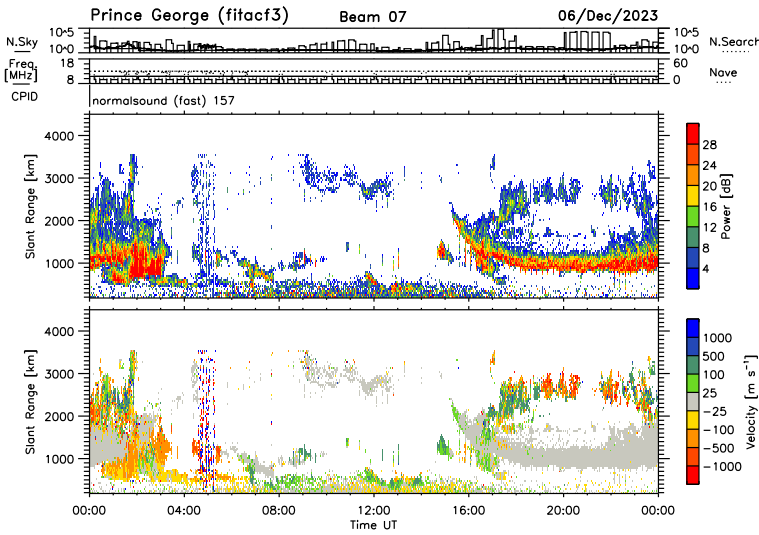 Prince George (fitacf3) Beam 07 06/Dec/2023
N.Sky 10^5 10^0 10^5 10^0 N.Search
Freq. [MHz] 18 8 60 0 Nave
CPID normalsound (fast) 157
Slant Range [km] 4000 3000 2000 1000
Power [dB] 28 24 20 16 12 8 4
Slant Range [km] 4000 3000 2000 1000
Velocity [m s⁻¹] 1000 500 100 25 −25 −100 −500 −1000
00:00 04:00 08:00 12:00 16:00 20:00 00:00
Time UT